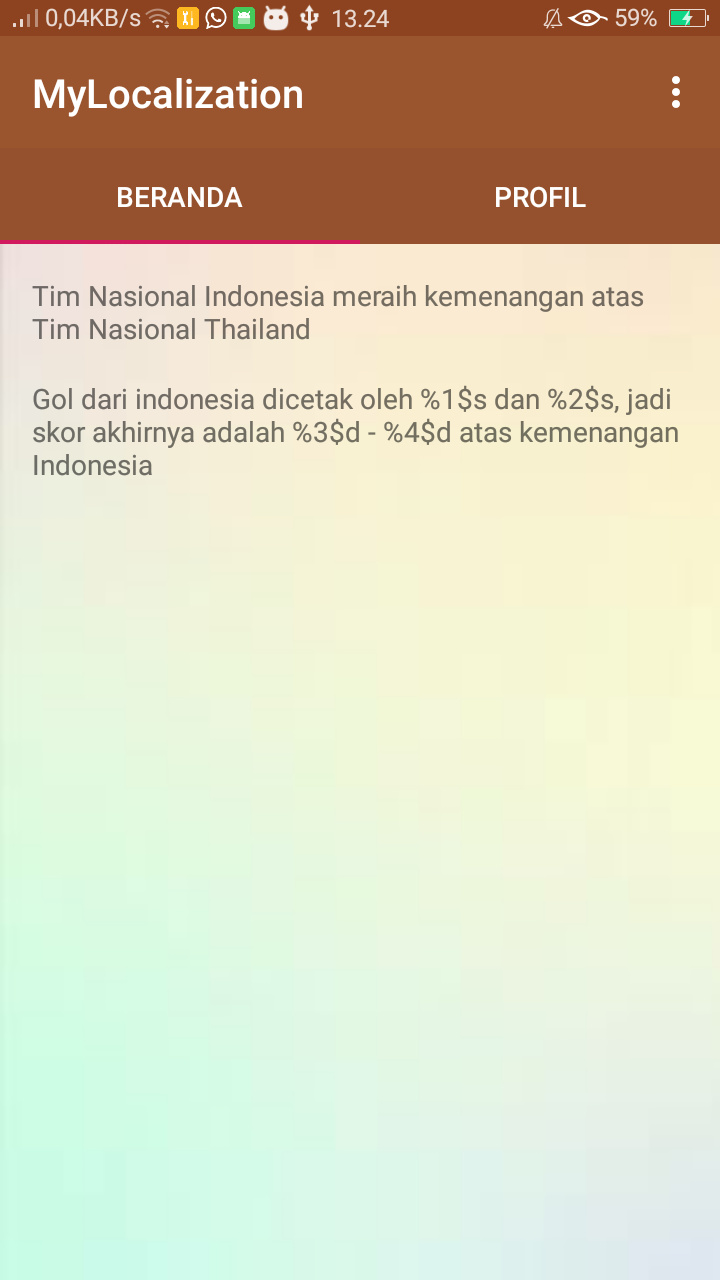 0,04KB/s 13.24 59%
MyLocalization
BERANDA PROFIL
Tim Nasional Indonesia meraih kemenangan atas
Tim Nasional Thailand
Gol dari indonesia dicetak oleh %1$s dan %2$s, jadi
skor akhirnya adalah %3$d - %4$d atas kemenangan
Indonesia